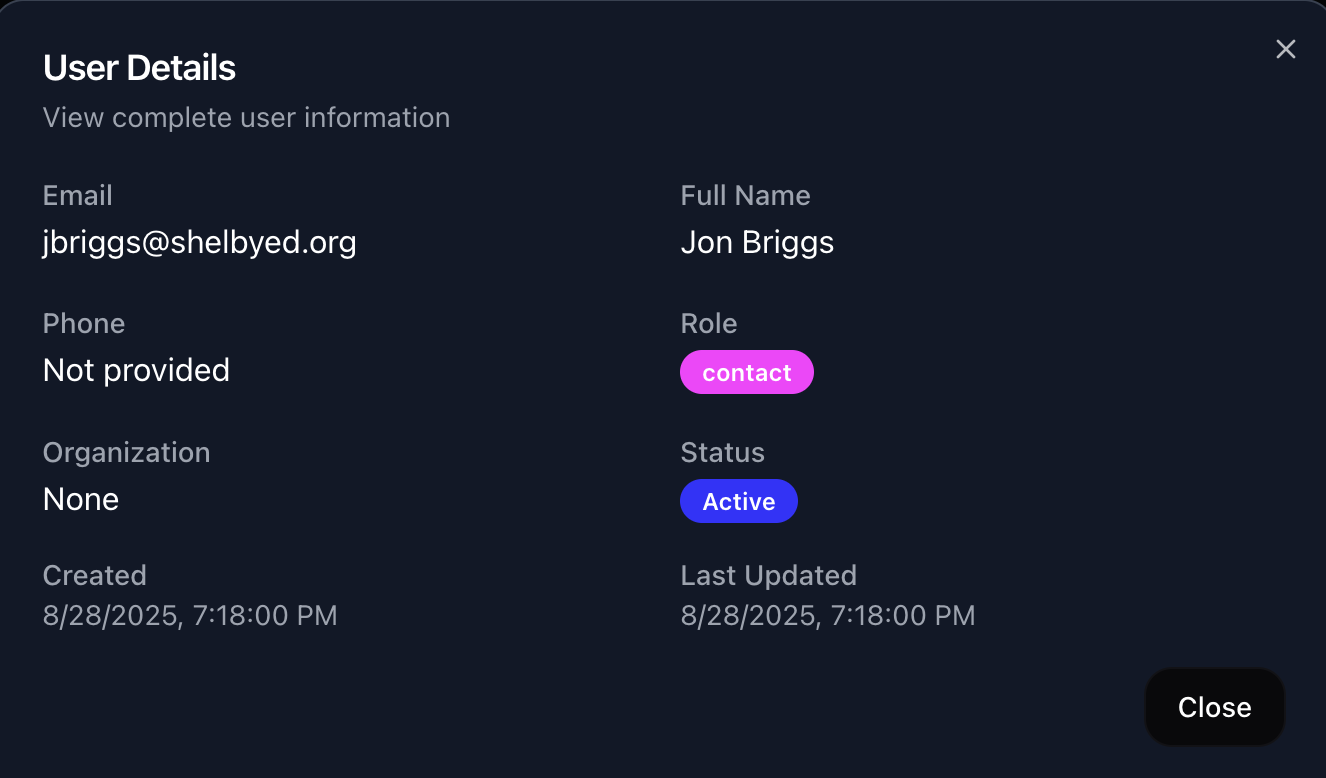 User Details
View complete user information
Email
jbriggs@shelbyed.org
Full Name
Jon Briggs
Phone
Not provided
Role
contact
Organization
None
Status
Active
Created
8/28/2025, 7:18:00 PM
Last Updated
8/28/2025, 7:18:00 PM
Close